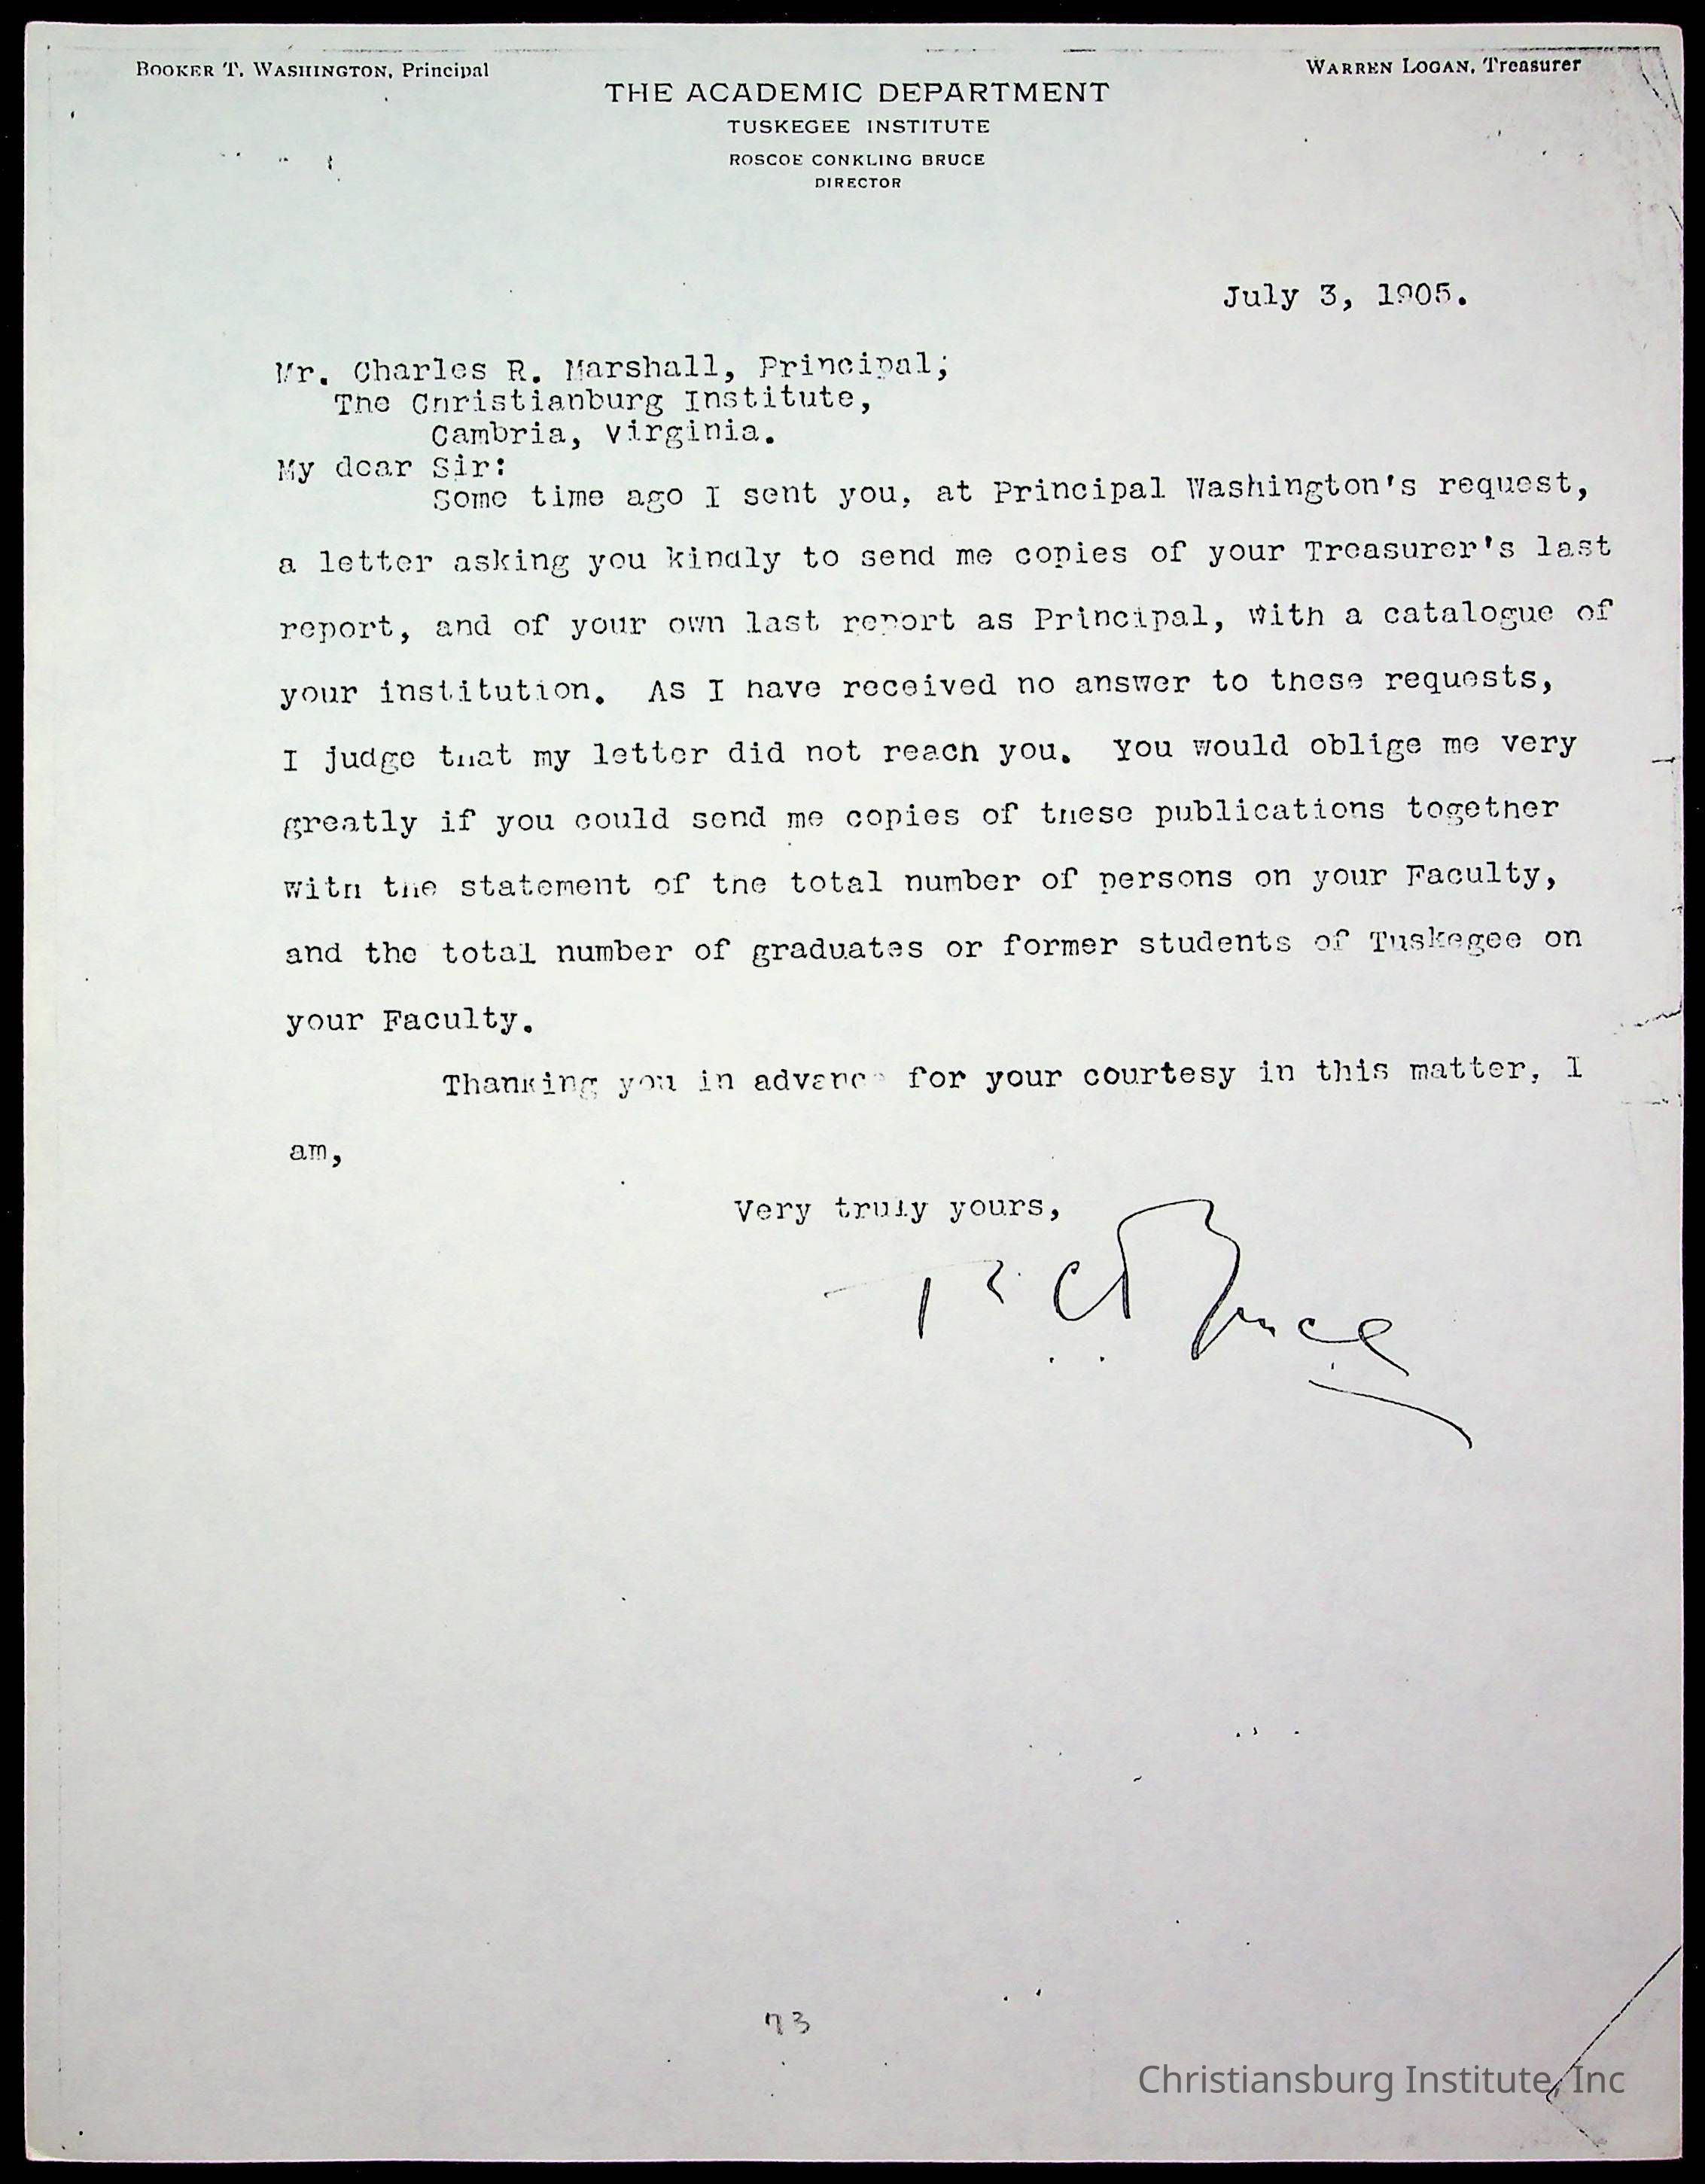 BOOKER T. WASHINGTON, Principal
WARREN LOGAN, Treasurer
THE ACADEMIC DEPARTMENT
TUSKEGEE INSTITUTE
ROSCOE CONKLING BRUCE
DIRECTOR
July 3, 1905.
Mr. Charles R. Marshall, Principal;
The Christianburg Institute,
Cambria, Virginia.
My dear Sir:
Some time ago I sent you, at Principal Washington's request,
a letter asking you kindly to send me copies of your Treasurer's last
report, and of your own last report as Principal, with a catalogue of
your institution. As I have received no answer to these requests,
I judge that my letter did not reach you. You would oblige me very
greatly if you could send me copies of these publications together
with the statement of the total number of persons on your Faculty,
and the total number of graduates or former students of Tuskegee on
your Faculty.
Thanking you in advance for your courtesy in this matter, I
am,
Very truly yours,
R. C. Bruce
73
Christiansburg Institute, Inc